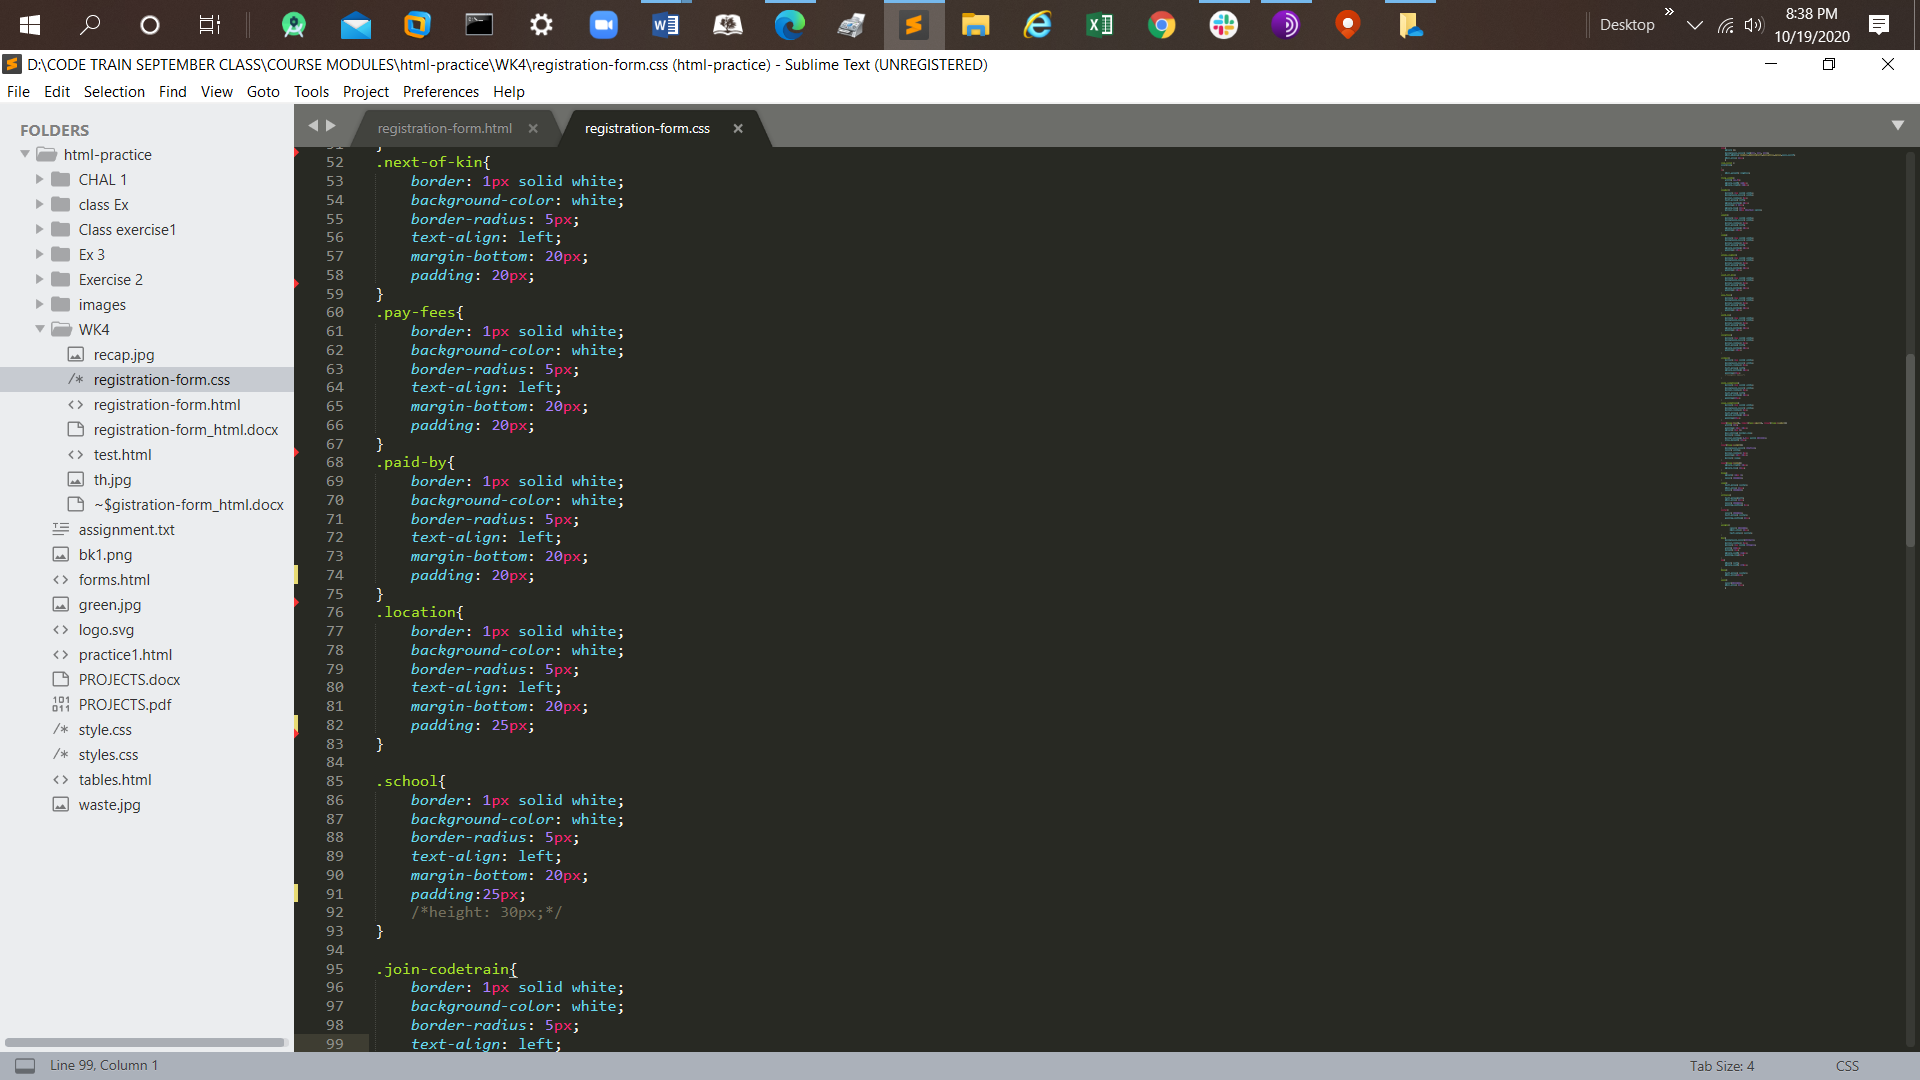 Desktop
»
8:38 PM
10/19/2020
D:\CODE TRAIN SEPTEMBER CLASS\COURSE MODULES\html-practice\WK4\registration-form.css (html-practice) - Sublime Text (UNREGISTERED)
File Edit Selection Find View Goto Tools Project Preferences Help
FOLDERS
html-practice
CHAL 1
class Ex
Class exercise1
Ex 3
Exercise 2
images
WK4
recap.jpg
/* registration-form.css
<> registration-form.html
registration-form_html.docx
<> test.html
th.jpg
~$gistration-form_html.docx
assignment.txt
bk1.png
<> forms.html
green.jpg
<> logo.svg
<> practice1.html
PROJECTS.docx
PROJECTS.pdf
/* style.css
/* styles.css
<> tables.html
waste.jpg
registration-form.html × registration-form.css ×
51 }
52 .next-of-kin{
53 border: 1px solid white;
54 background-color: white;
55 border-radius: 5px;
56 text-align: left;
57 margin-bottom: 20px;
58 padding: 20px;
59 }
60 .pay-fees{
61 border: 1px solid white;
62 background-color: white;
63 border-radius: 5px;
64 text-align: left;
65 margin-bottom: 20px;
66 padding: 20px;
67 }
68 .paid-by{
69 border: 1px solid white;
70 background-color: white;
71 border-radius: 5px;
72 text-align: left;
73 margin-bottom: 20px;
74 padding: 20px;
75 }
76 .location{
77 border: 1px solid white;
78 background-color: white;
79 border-radius: 5px;
80 text-align: left;
81 margin-bottom: 20px;
82 padding: 25px;
83 }
84
85 .school{
86 border: 1px solid white;
87 background-color: white;
88 border-radius: 5px;
89 text-align: left;
90 margin-bottom: 20px;
91 padding:25px;
92 /*height: 30px;*/
93 }
94
95 .join-codetrain{
96 border: 1px solid white;
97 background-color: white;
98 border-radius: 5px;
99 text-align: left;
Line 99, Column 1
Tab Size: 4
CSS